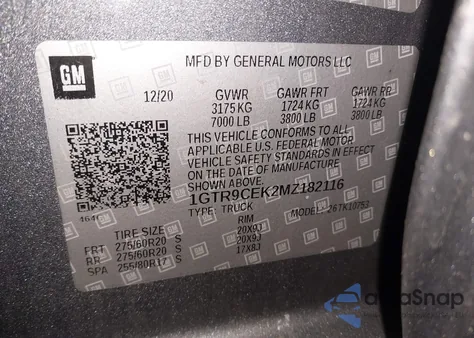 GM
MFD BY GENERAL MOTORS LLC
12/20 GVWR GAWR FRT GAWR RR
3175 KG 1724 KG 1724 KG
7000 LB 3800 LB 3800 LB
THIS VEHICLE CONFORMS TO ALL
APPLICABLE U.S. FEDERAL MOTOR
VEHICLE SAFETY STANDARDS IN EFFECT
ON THE DATE OF MANUFACTURE SHOWN ABOVE.
1GTR9CEK2MZ182116
TYPE: TRUCK MODEL: 26TK10753
TIRE SIZE RIM
FRT 275/60R20 S 20X9J
RR 275/60R20 S 20X9J
SPA 255/80R17 S 17X8J